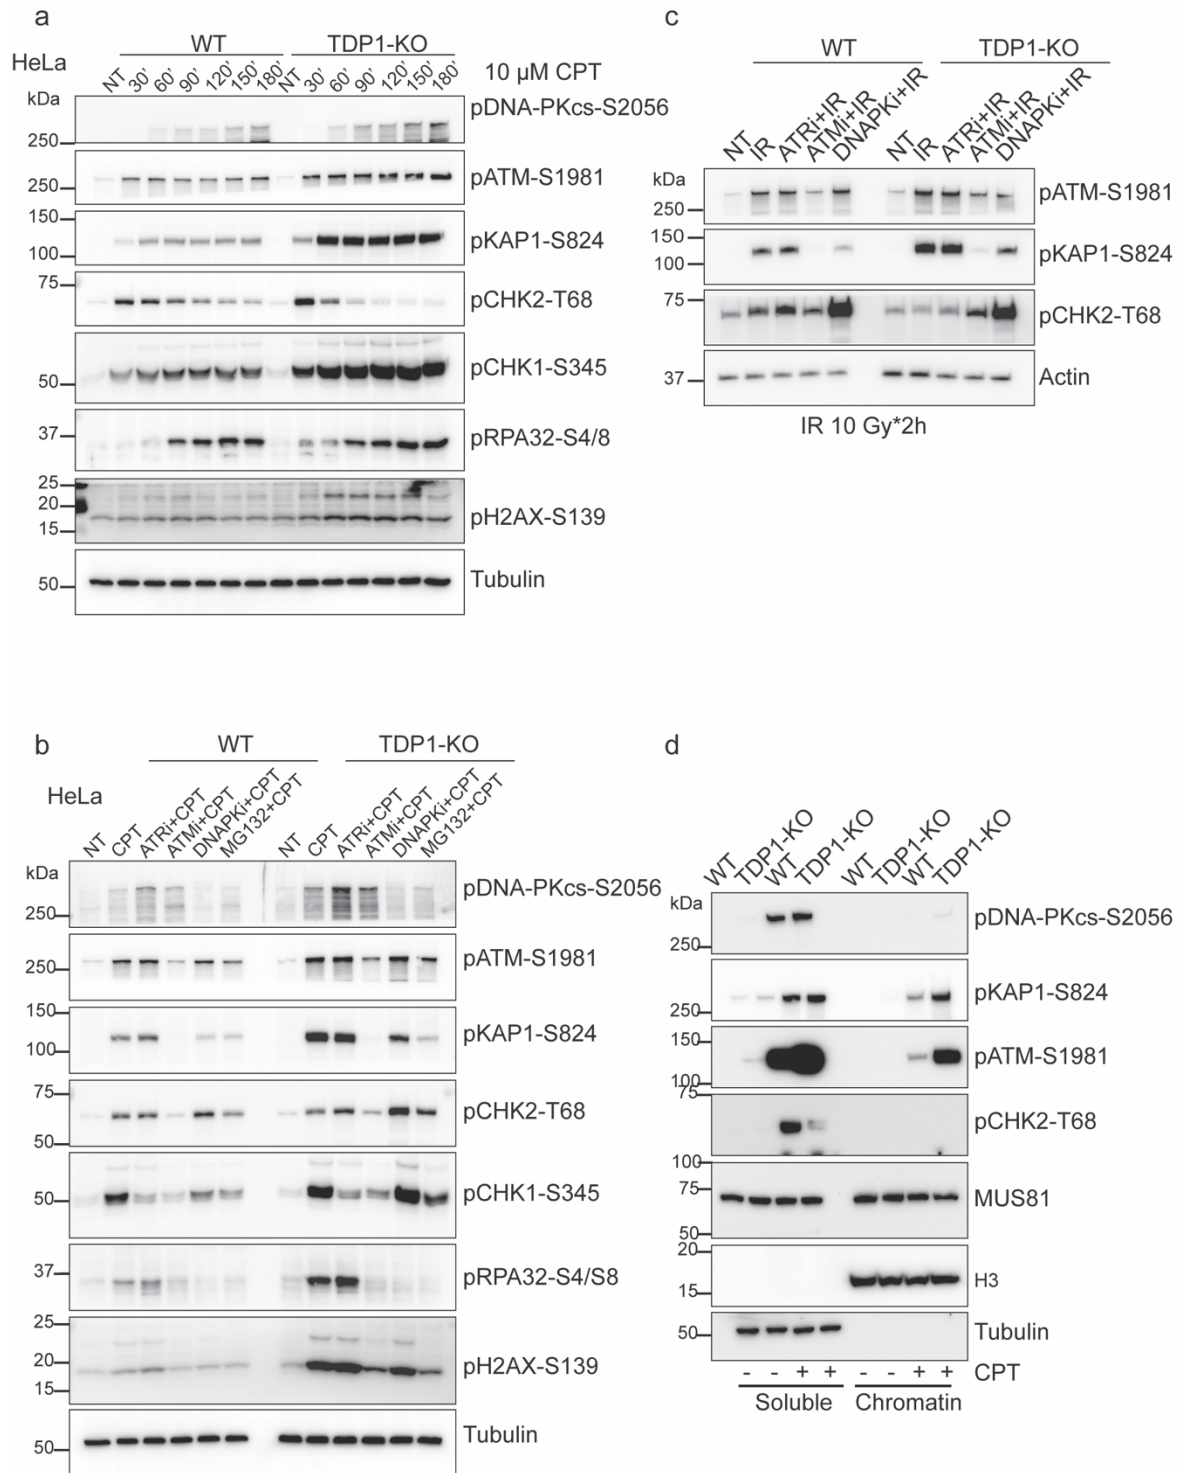 a
WT TDP1-KO
HeLa
NT 30' 60' 90' 120' 150' 180' NT 30' 60' 90' 120' 150' 180' 10 µM CPT
kDa
pDNA-PKcs-S2056
250
pATM-S1981
250
150
pKAP1-S824
100
75
pCHK2-T68
pCHK1-S345
50
37
pRPA32-S4/8
25
20
pH2AX-S139
15
50
Tubulin
c
WT TDP1-KO
NT IR ATRi+IR ATMi+IR DNAPKi+IR NT IR ATRi+IR ATMi+IR DNAPKi+IR
kDa
pATM-S1981
250
150
pKAP1-S824
100
75
pCHK2-T68
37
Actin
IR 10 Gy*2h
b
WT TDP1-KO
HeLa
NT CPT ATRi+CPT ATMi+CPT DNAPKi+CPT MG132+CPT NT CPT ATRi+CPT ATMi+CPT DNAPKi+CPT MG132+CPT
kDa
pDNA-PKcs-S2056
250
pATM-S1981
250
150
pKAP1-S824
100
75
pCHK2-T68
50
pCHK1-S345
50
37
pRPA32-S4/S8
25
20
pH2AX-S139
15
Tubulin
50
d
WT TDP1-KO WT TDP1-KO WT TDP1-KO WT TDP1-KO
kDa
pDNA-PKcs-S2056
250
pKAP1-S824
250
150
pATM-S1981
100
75
pCHK2-T68
100
75
MUS81
50
20
H3
15
Tubulin
50
- - + + - - + + CPT
Soluble Chromatin